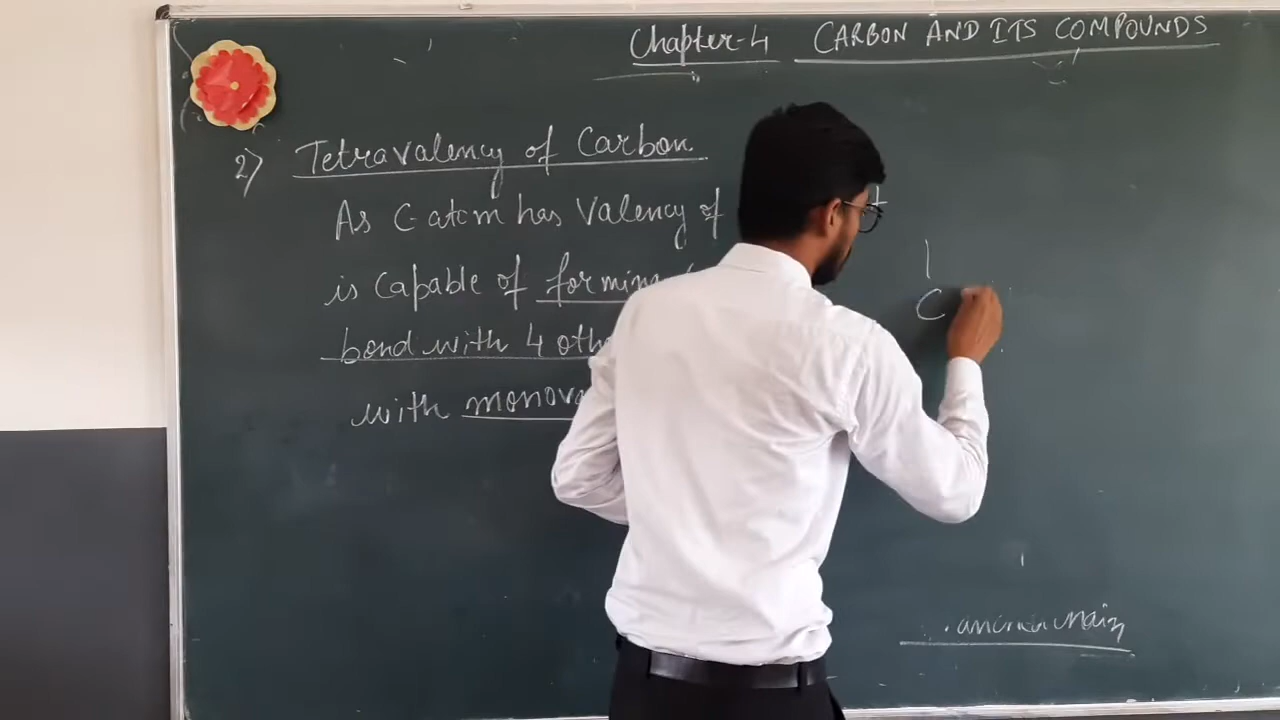 Chapter-4 CARBON AND ITS COMPOUNDS
2) Tetravalency of Carbon
As C-atom has Valency of
is capable of forming
bond with 4
with
C